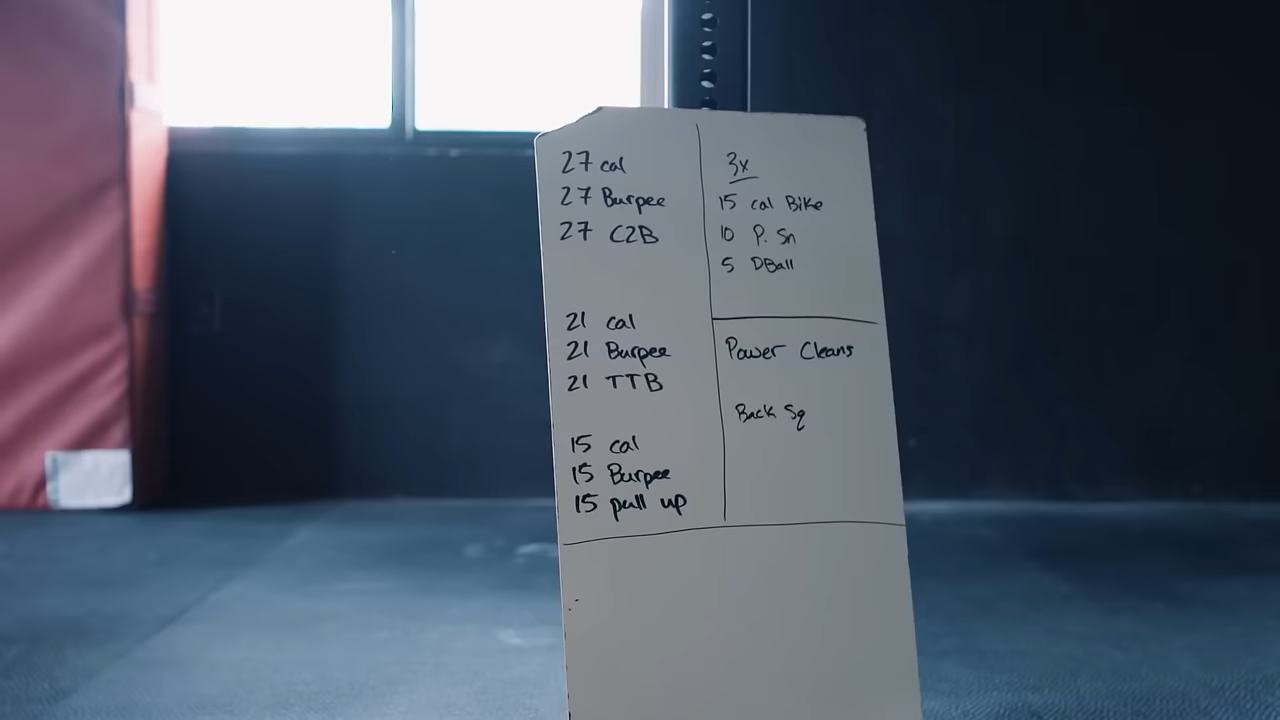 27 cal
27 Burpee
27 C2B
21 cal
21 Burpee
21 TTB
15 cal
15 Burpee
15 pull up
3x
15 cal Bike
10 P. Sn
5 DBall
Power Cleans
Back Sq